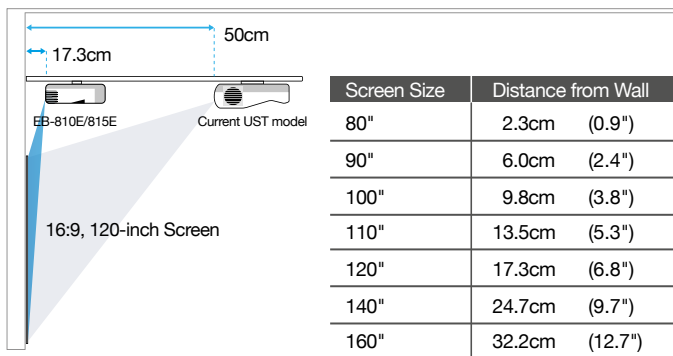 50cm
17.3cm
EB-810E/815E
Current UST model
16:9, 120-inch Screen
Screen Size Distance from Wall
80" 2.3cm (0.9")
90" 6.0cm (2.4")
100" 9.8cm (3.8")
110" 13.5cm (5.3")
120" 17.3cm (6.8")
140" 24.7cm (9.7")
160" 32.2cm (12.7")